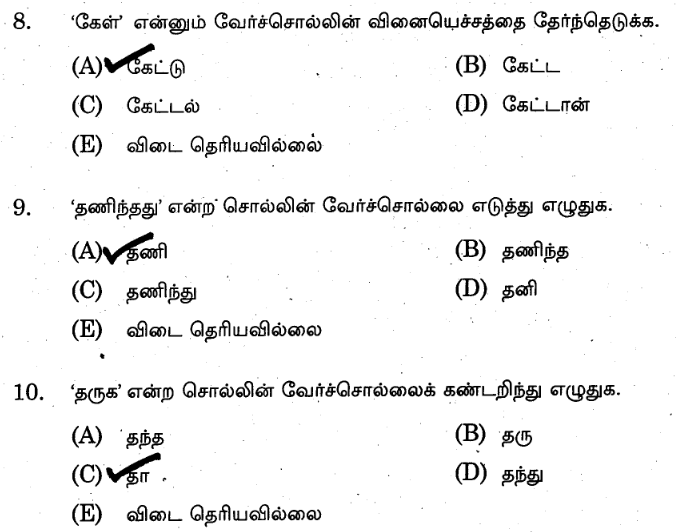 8. 'கேள்' என்னும் வேர்ச்சொல்லின் வினையெச்சத்தை தேர்ந்தெடுக்க.
(A) கேட்டு (B) கேட்ட
(C) கேட்டல் (D) கேட்டான்
(E) விடை தெரியவில்லை
9. 'தணிந்தது' என்ற சொல்லின் வேர்ச்சொல்லை எடுத்து எழுதுக.
(A) தணி (B) தணிந்த
(C) தணிந்து (D) தனி
(E) விடை தெரியவில்லை
10. 'தருக' என்ற சொல்லின் வேர்ச்சொல்லைக் கண்டறிந்து எழுதுக.
(A) தந்த (B) தரு
(C) தா (D) தந்து
(E) விடை தெரியவில்லை